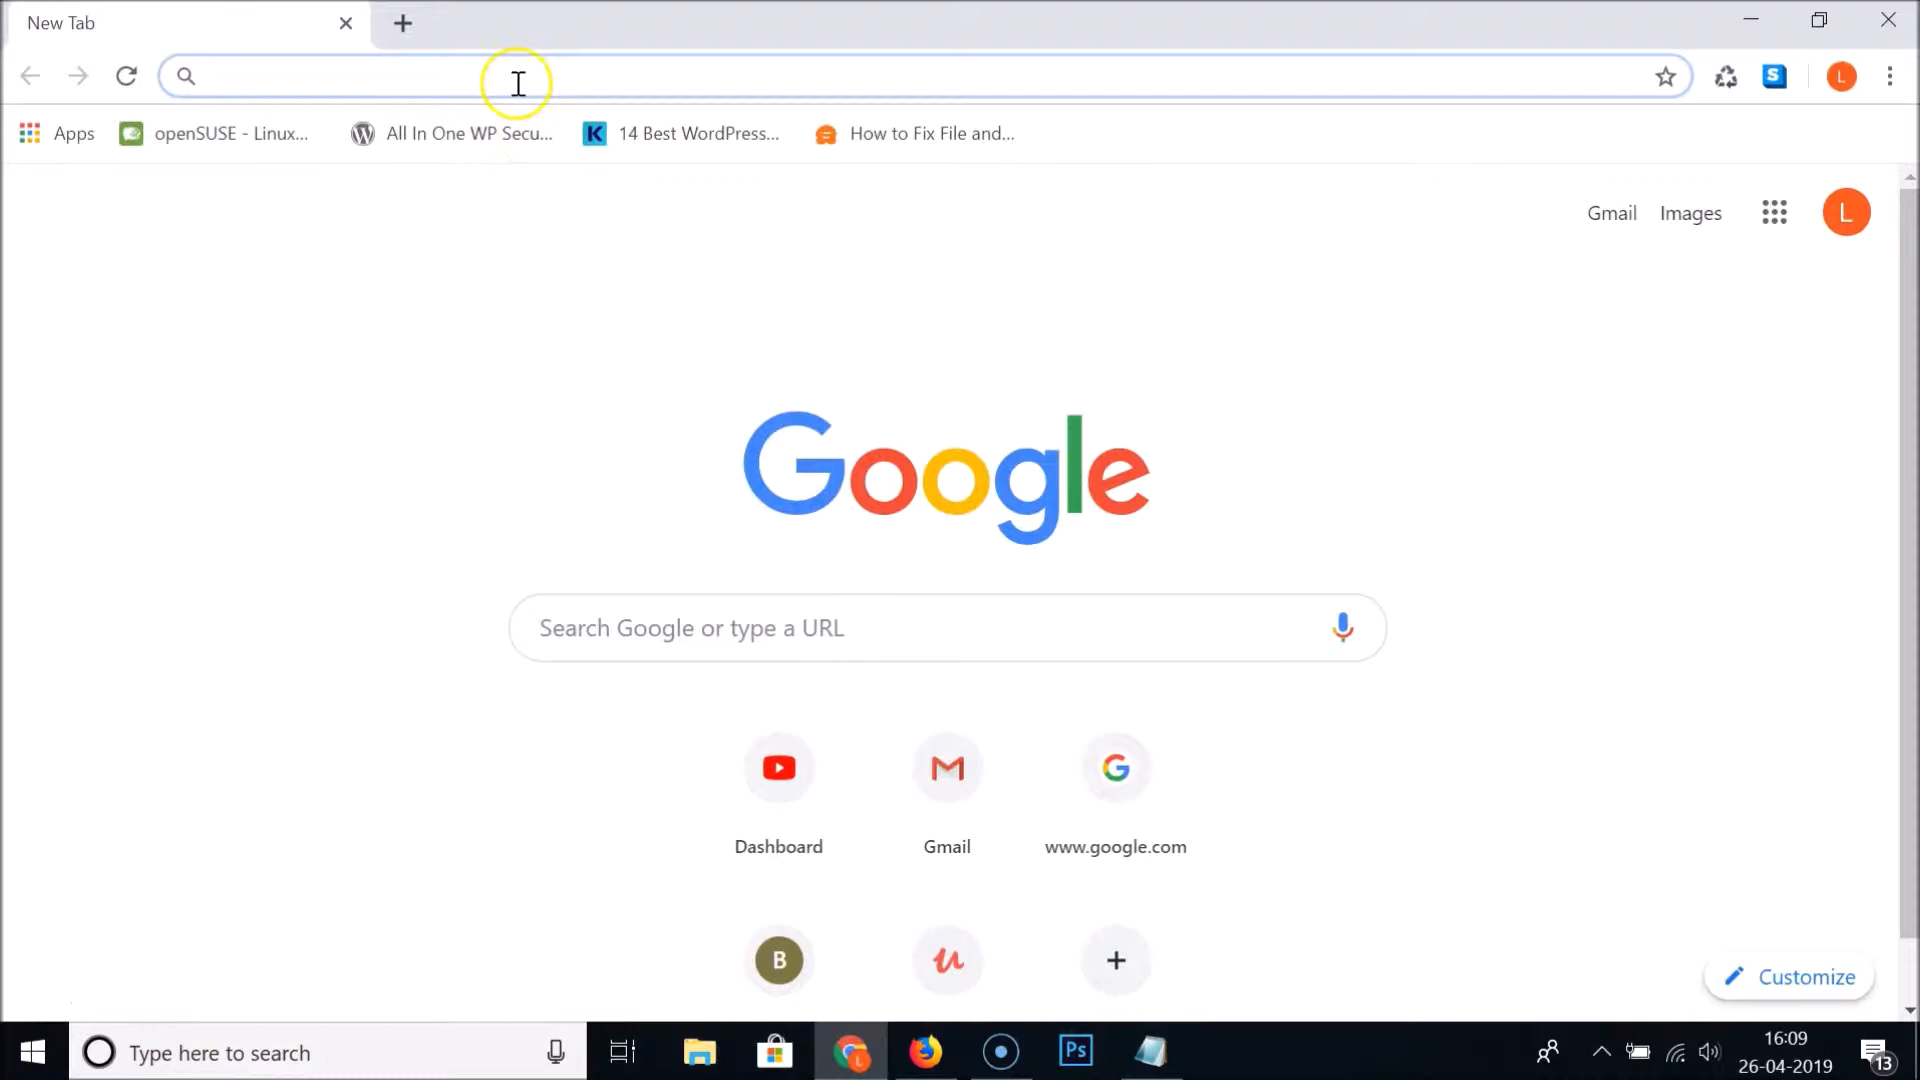 New Tab
Apps
openSUSE - Linux...
All In One WP Secu...
K
14 Best WordPress...
How to Fix File and...
S
L
Gmail
Images
L
Google
Search Google or type a URL
Dashboard
Gmail
www.google.com
B
Customize
Type here to search
L
Ps
16:09
26-04-2019
13